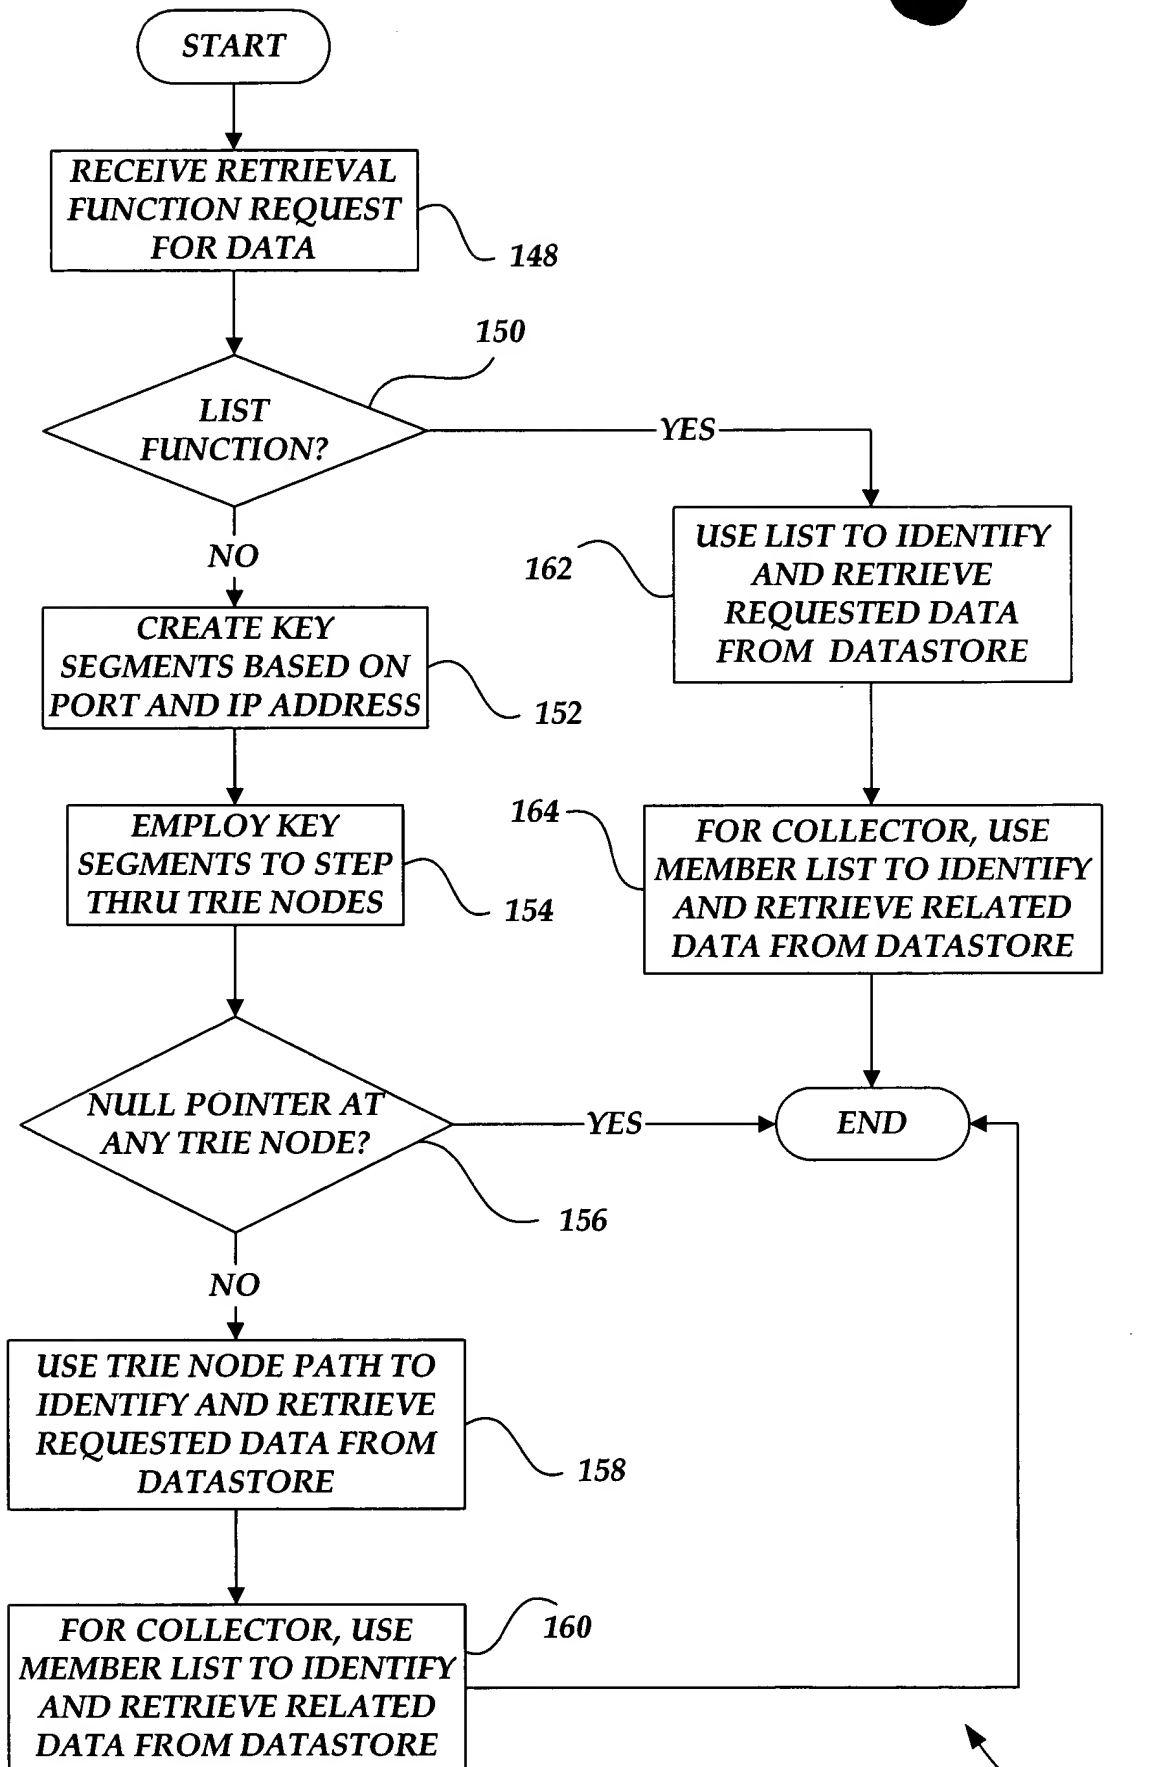 START
RECEIVE RETRIEVAL
FUNCTION REQUEST
FOR DATA
148
150
LIST
FUNCTION?
YES
NO
USE LIST TO IDENTIFY
AND RETRIEVE
REQUESTED DATA
FROM DATASTORE
162
CREATE KEY
SEGMENTS BASED ON
PORT AND IP ADDRESS
152
EMPLOY KEY
SEGMENTS TO STEP
THRU TRIE NODES
154
164
FOR COLLECTOR, USE
MEMBER LIST TO IDENTIFY
AND RETRIEVE RELATED
DATA FROM DATASTORE
NULL POINTER AT
ANY TRIE NODE?
YES
END
156
NO
USE TRIE NODE PATH TO
IDENTIFY AND RETRIEVE
REQUESTED DATA FROM
DATASTORE
158
FOR COLLECTOR, USE
MEMBER LIST TO IDENTIFY
AND RETRIEVE RELATED
DATA FROM DATASTORE
160